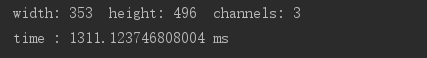 width: 353  height: 496  channels: 3
time : 1311.123746808004 ms